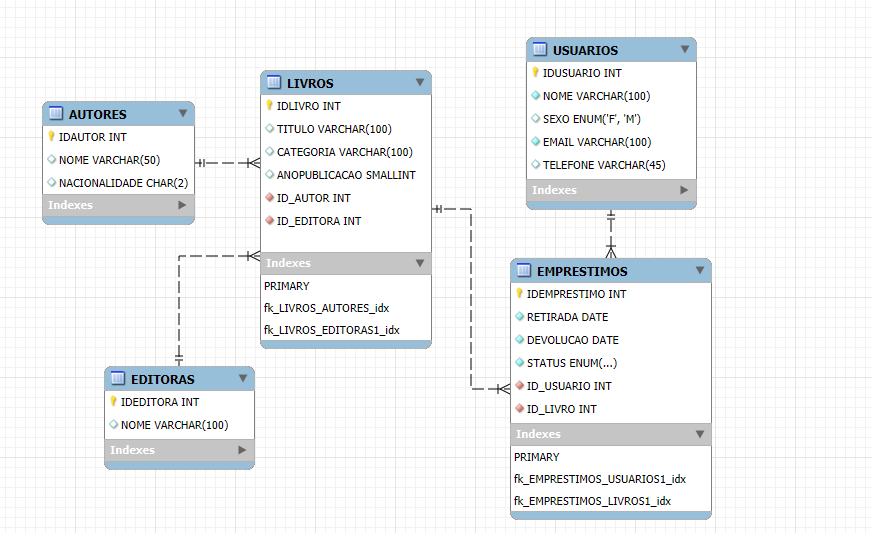 AUTORES
IDAUTOR INT
NOME VARCHAR(50)
NACIONALIDADE CHAR(2)
Indexes
LIVROS
IDLIVRO INT
TITULO VARCHAR(100)
CATEGORIA VARCHAR(100)
ANOPUBLICACAO SMALLINT
ID_AUTOR INT
ID_EDITORA INT
Indexes
PRIMARY
fk_LIVROS_AUTORES_idx
fk_LIVROS_EDITORAS1_idx
USUARIOS
IDUSUARIO INT
NOME VARCHAR(100)
SEXO ENUM('F', 'M')
EMAIL VARCHAR(100)
TELEFONE VARCHAR(45)
Indexes
EDITORAS
IDEDITORA INT
NOME VARCHAR(100)
Indexes
EMPRESTIMOS
IDEMPRESTIMO INT
RETIRADA DATE
DEVOLUCAO DATE
STATUS ENUM(...)
ID_USUARIO INT
ID_LIVRO INT
Indexes
PRIMARY
fk_EMPRESTIMOS_USUARIOS1_idx
fk_EMPRESTIMOS_LIVROS1_idx